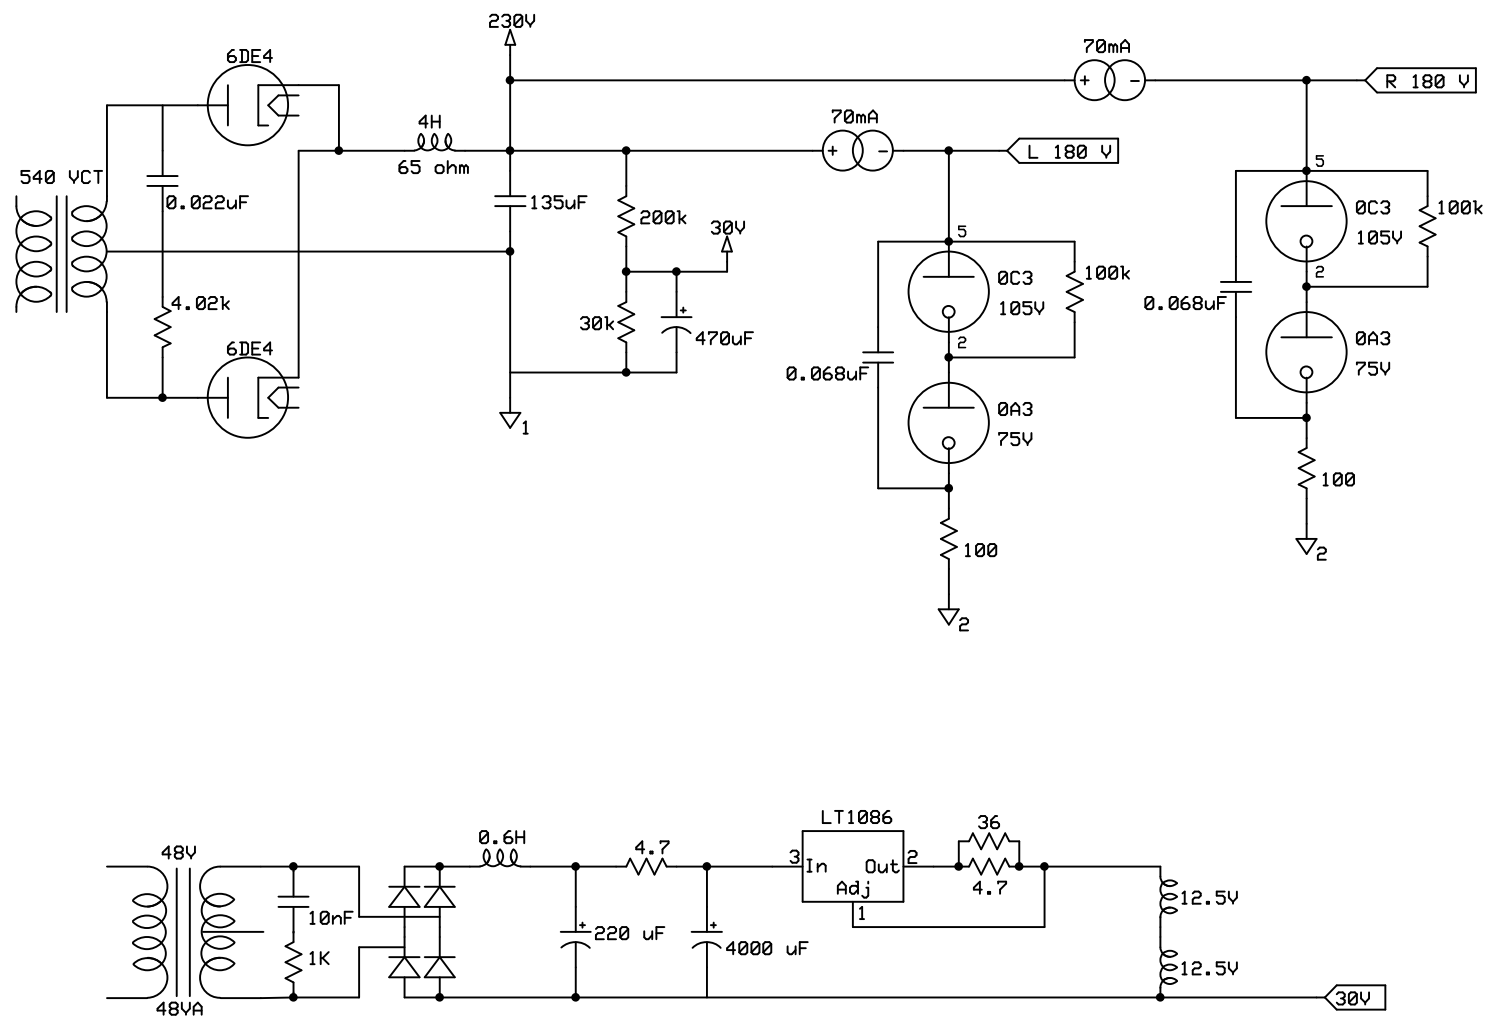 230V
70mA
R 180 V
6DE4
70mA
4H
65 ohm
L 180 V
540 VCT
0.022uF
135uF
200k
30V
5
0C3
105V
100k
2
0.068uF
0A3
75V
100
2
4.02k
6DE4
30k
470uF
1
5
0C3
105V
100k
2
0.068uF
0A3
75V
100
2
48V
48VA
10nF
1K
0.6H
220 uF
4.7
4000 uF
LT1086
3
In
Out
2
Adj
1
36
4.7
12.5V
12.5V
30V